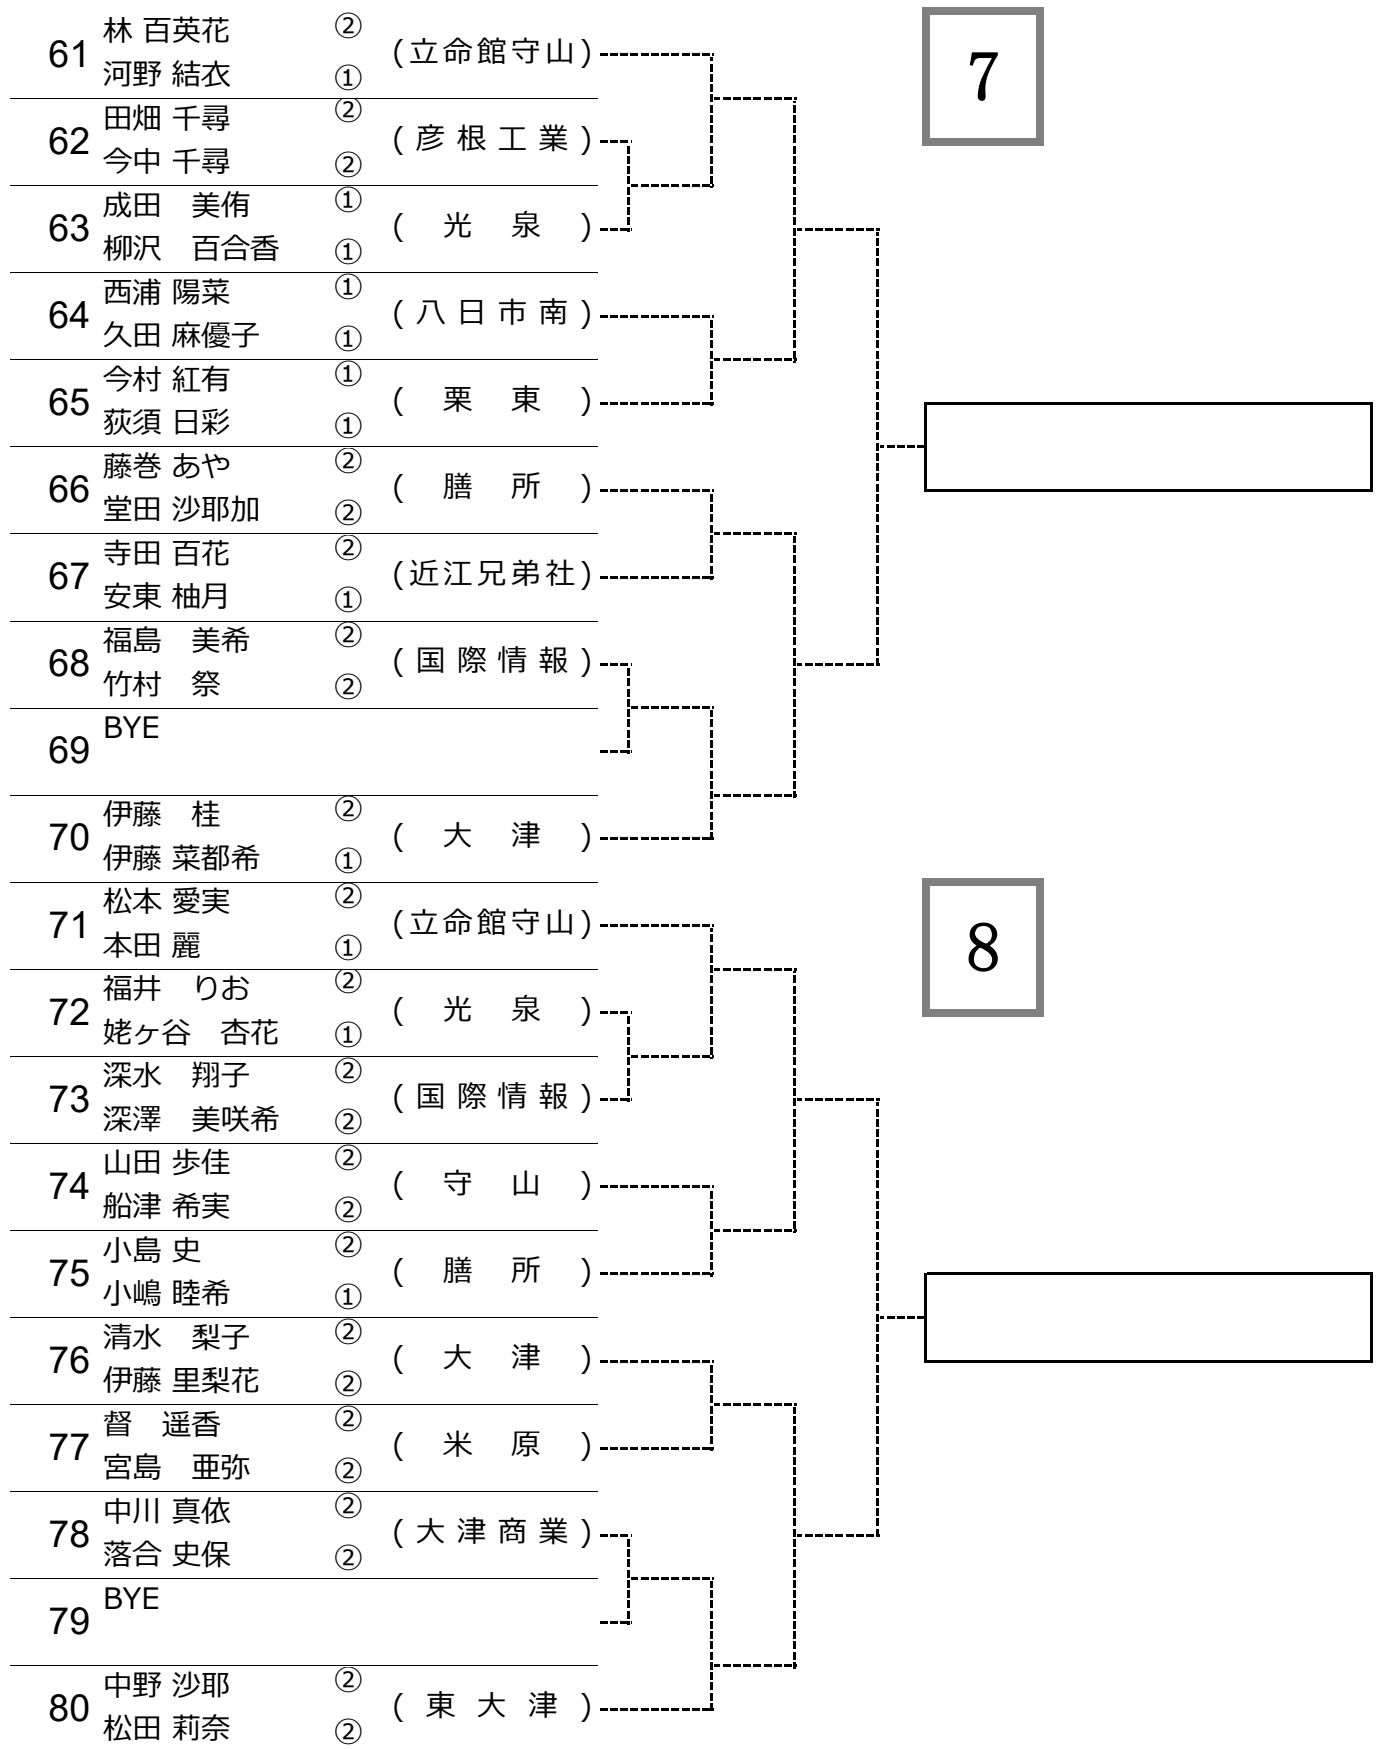 林 百英花 ②
61 (立命館守山)
河野 結衣 ①
7
田畑 千尋 ②
62 (彦根工業)
今中 千尋 ②
成田 美侑 ①
63 (光泉)
柳沢 百合香 ①
西浦 陽菜 ①
64 (八日市南)
久田 麻優子 ①
今村 紅有 ①
65 (栗東)
荻須 日彩 ①
藤巻 あや ②
66 (膳所)
堂田 沙耶加 ②
寺田 百花 ②
67 (近江兄弟社)
安東 柚月 ①
福島 美希 ②
68 (国際情報)
竹村 祭 ②
BYE
69
伊藤 桂 ②
70 (大津)
伊藤 菜都希 ①
松本 愛実 ②
71 (立命館守山)
本田 麗 ①
8
福井 りお ②
72 (光泉)
姥ヶ谷 杏花 ①
深水 翔子 ②
73 (国際情報)
深澤 美咲希 ②
山田 歩佳 ②
74 (守山)
船津 希実 ②
小島 史 ②
75 (膳所)
小嶋 睦希 ①
清水 梨子 ②
76 (大津)
伊藤 里梨花 ②
督 遥香 ②
77 (米原)
宮島 亜弥 ②
中川 真依 ②
78 (大津商業)
落合 史保 ②
BYE
79
中野 沙耶 ②
80 (東大津)
松田 莉奈 ②